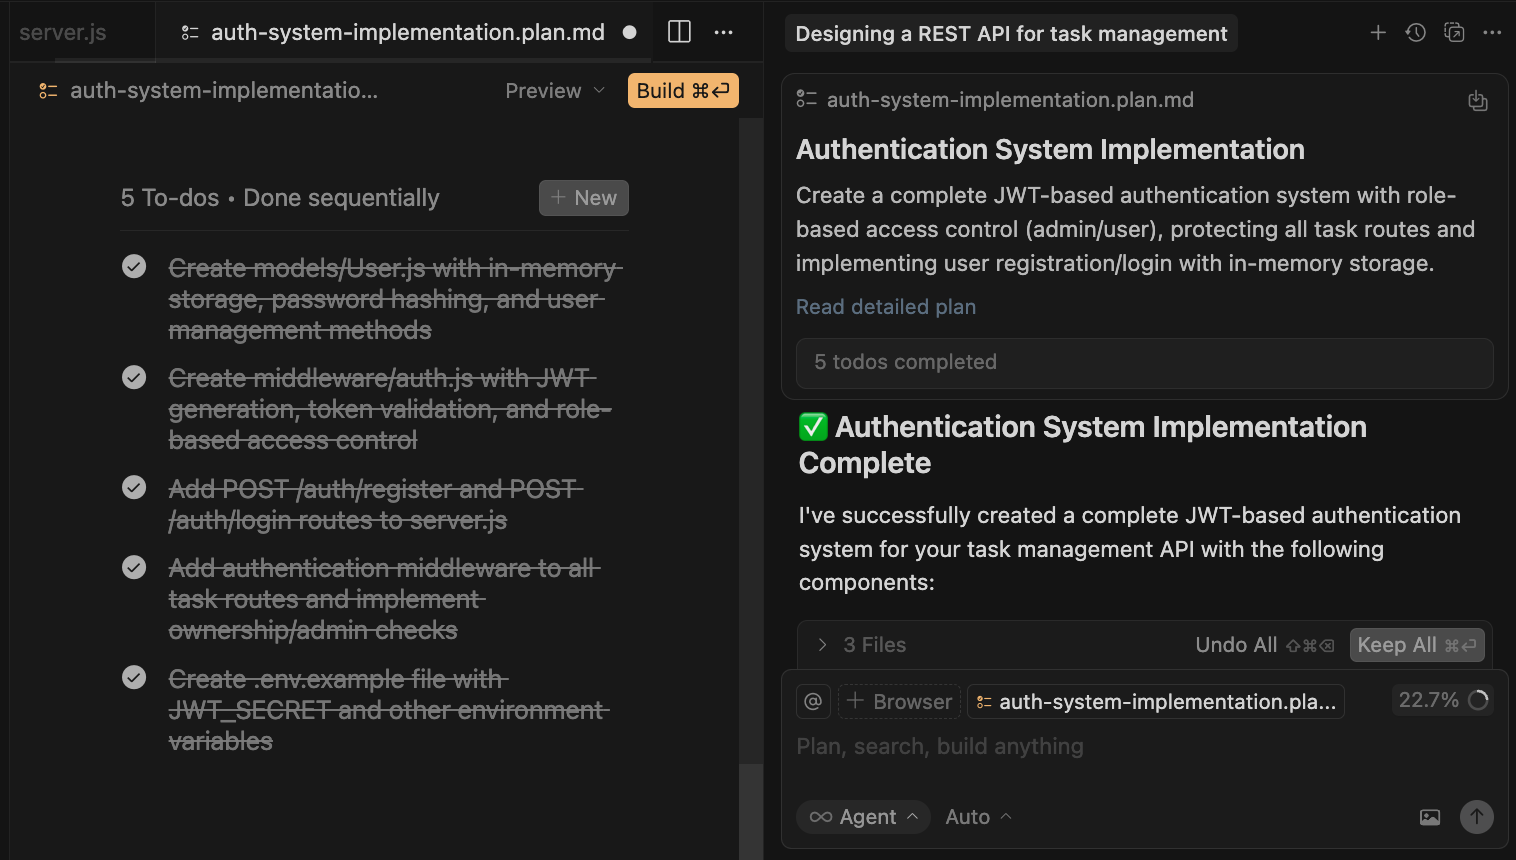 server.js
auth-system-implementation.plan.md
auth-system-implementatio...
Preview
Build ⌘⏎
5 To-dos • Done sequentially
+ New
Create models/User.js with in-memory
storage, password hashing, and user
management methods
Create middleware/auth.js with JWT
generation, token validation, and role-
based access control
Add POST /auth/register and POST
/auth/login routes to server.js
Add authentication middleware to all
task routes and implement
ownership/admin checks
Create .env.example file with
JWT_SECRET and other environment
variables
Designing a REST API for task management
auth-system-implementation.plan.md
Authentication System Implementation
Create a complete JWT-based authentication system with role-
based access control (admin/user), protecting all task routes and
implementing user registration/login with in-memory storage.
Read detailed plan
5 todos completed
✅ Authentication System Implementation
Complete
I've successfully created a complete JWT-based authentication
system for your task management API with the following
components:
3 Files
Undo All ⇧⌘⌫
Keep All ⌘⏎
@
+ Browser
auth-system-implementation.pla...
22.7%
Plan, search, build anything
∞ Agent
Auto